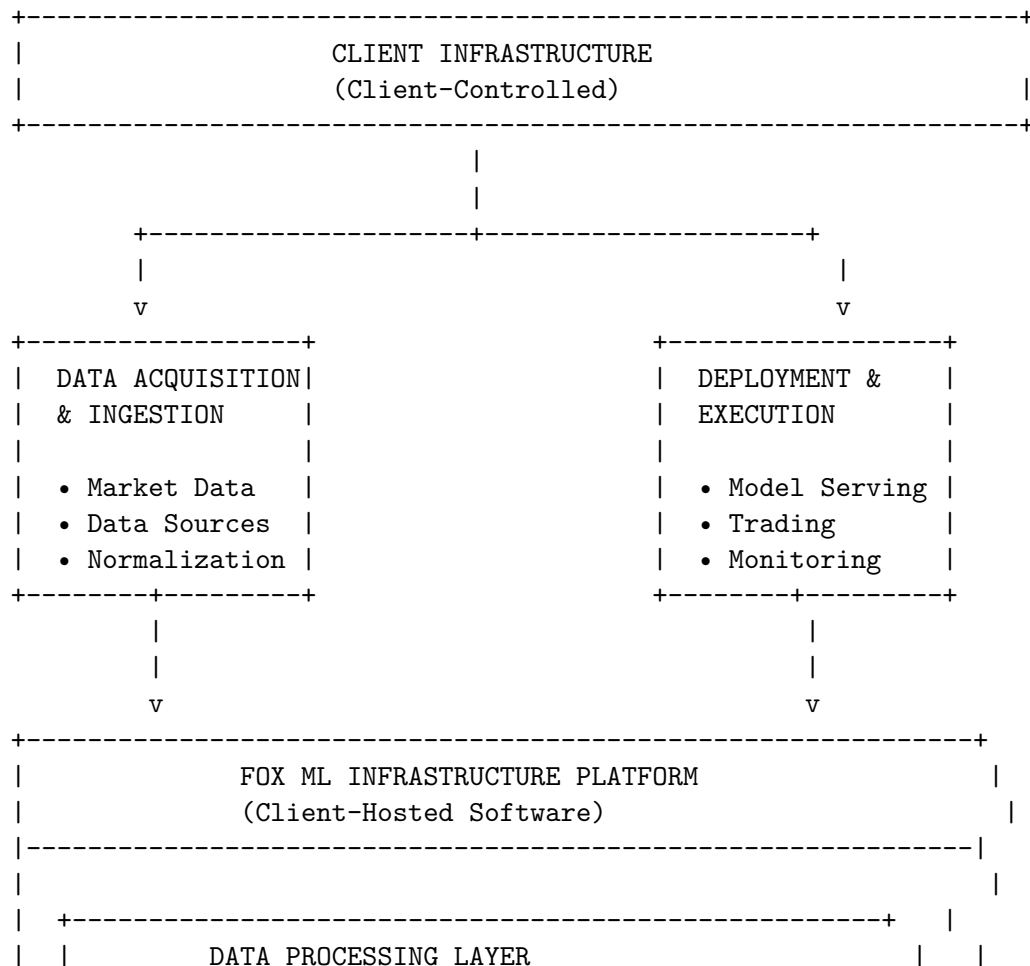 CLIENT INFRASTRUCTURE
(Client-Controlled)
DATA ACQUISITION
& INGESTION
• Market Data
• Data Sources
• Normalization
DEPLOYMENT &
EXECUTION
• Model Serving
• Trading
• Monitoring
FOX ML INFRASTRUCTURE PLATFORM
(Client-Hosted Software)
DATA PROCESSING LAYER